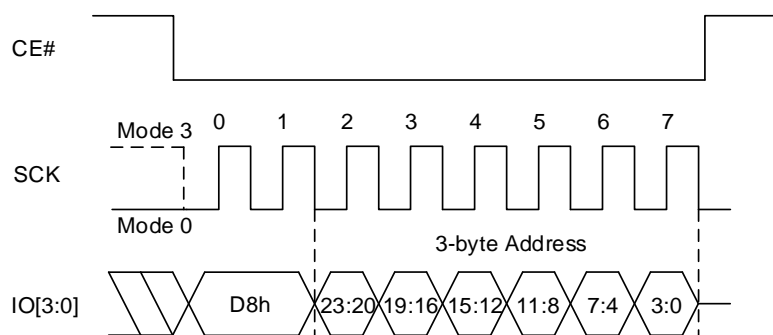 CE#
Mode 3 0 1 2 3 4 5 6 7
SCK
Mode 0
3-byte Address
IO[3:0] D8h 23:20 19:16 15:12 11:8 7:4 3:0